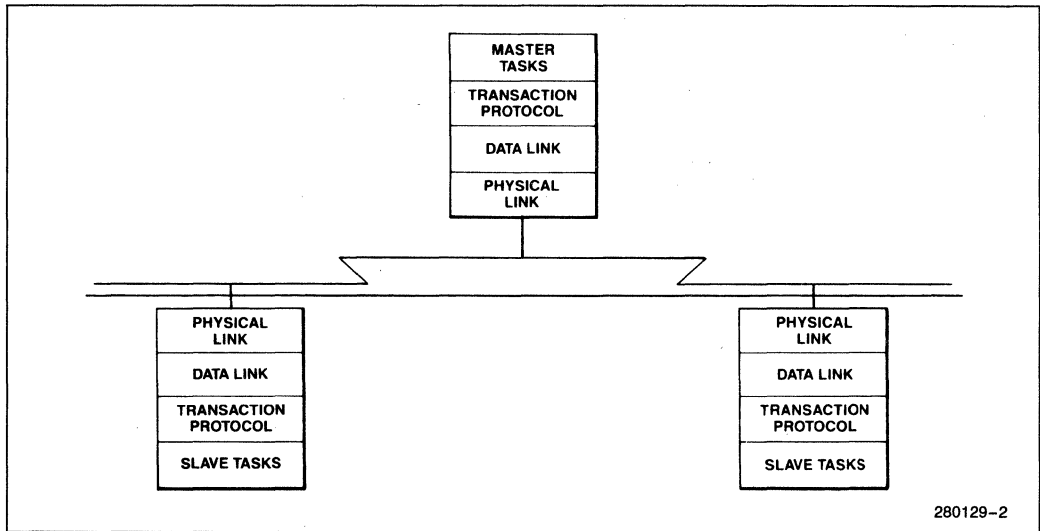 MASTER
TASKS
TRANSACTION
PROTOCOL
DATA LINK
PHYSICAL
LINK
PHYSICAL
LINK
DATA LINK
TRANSACTION
PROTOCOL
SLAVE TASKS
PHYSICAL
LINK
DATA LINK
TRANSACTION
PROTOCOL
SLAVE TASKS
280129-2